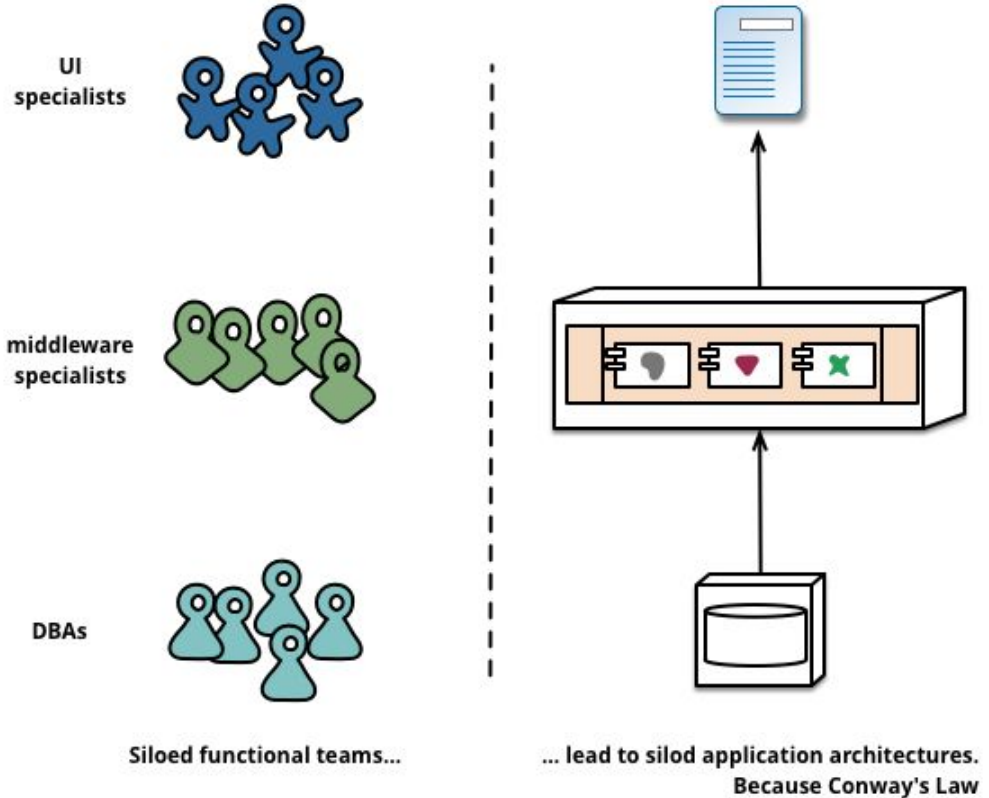 UI
specialists
middleware
specialists
DBAs
Siloed functional teams...
... lead to silod application architectures.
Because Conway's Law